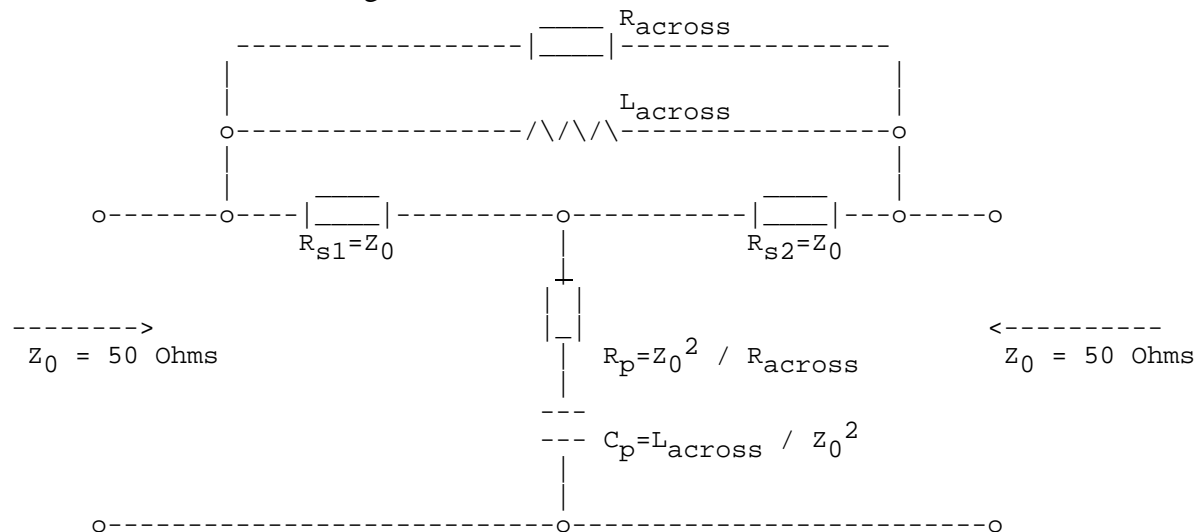 R_across
L_across
R_s1=Z_0 R_s2=Z_0
Z_0 = 50 Ohms R_p=Z_0^2 / R_across Z_0 = 50 Ohms
C_p=L_across / Z_0^2